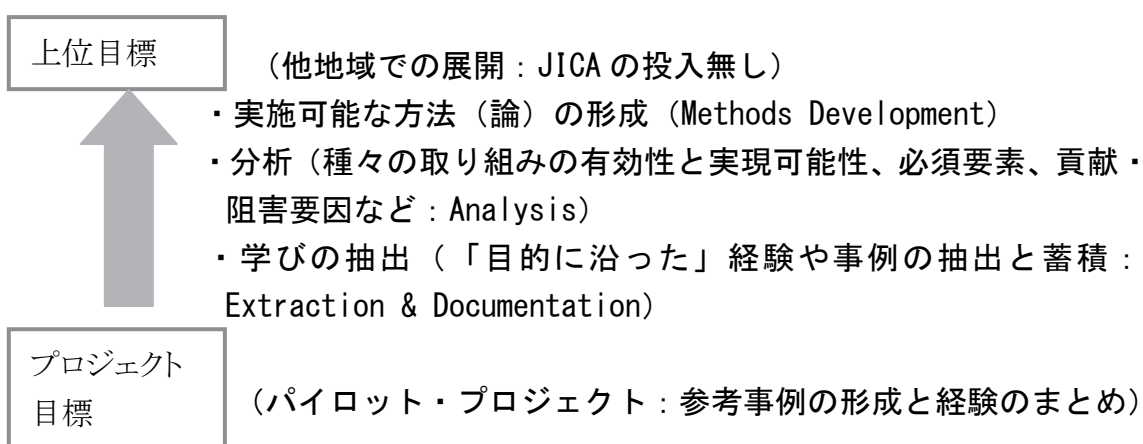 上位目標
（他地域での展開：JICAの投入無し）
・実施可能な方法（論）の形成（Methods Development）
・分析（種々の取り組みの有効性と実現可能性、必須要素、貢献・
阻害要因など：Analysis）
・学びの抽出（「目的に沿った」経験や事例の抽出と蓄積：
Extraction & Documentation）
プロジェクト
目標
（パイロット・プロジェクト：参考事例の形成と経験のまとめ）